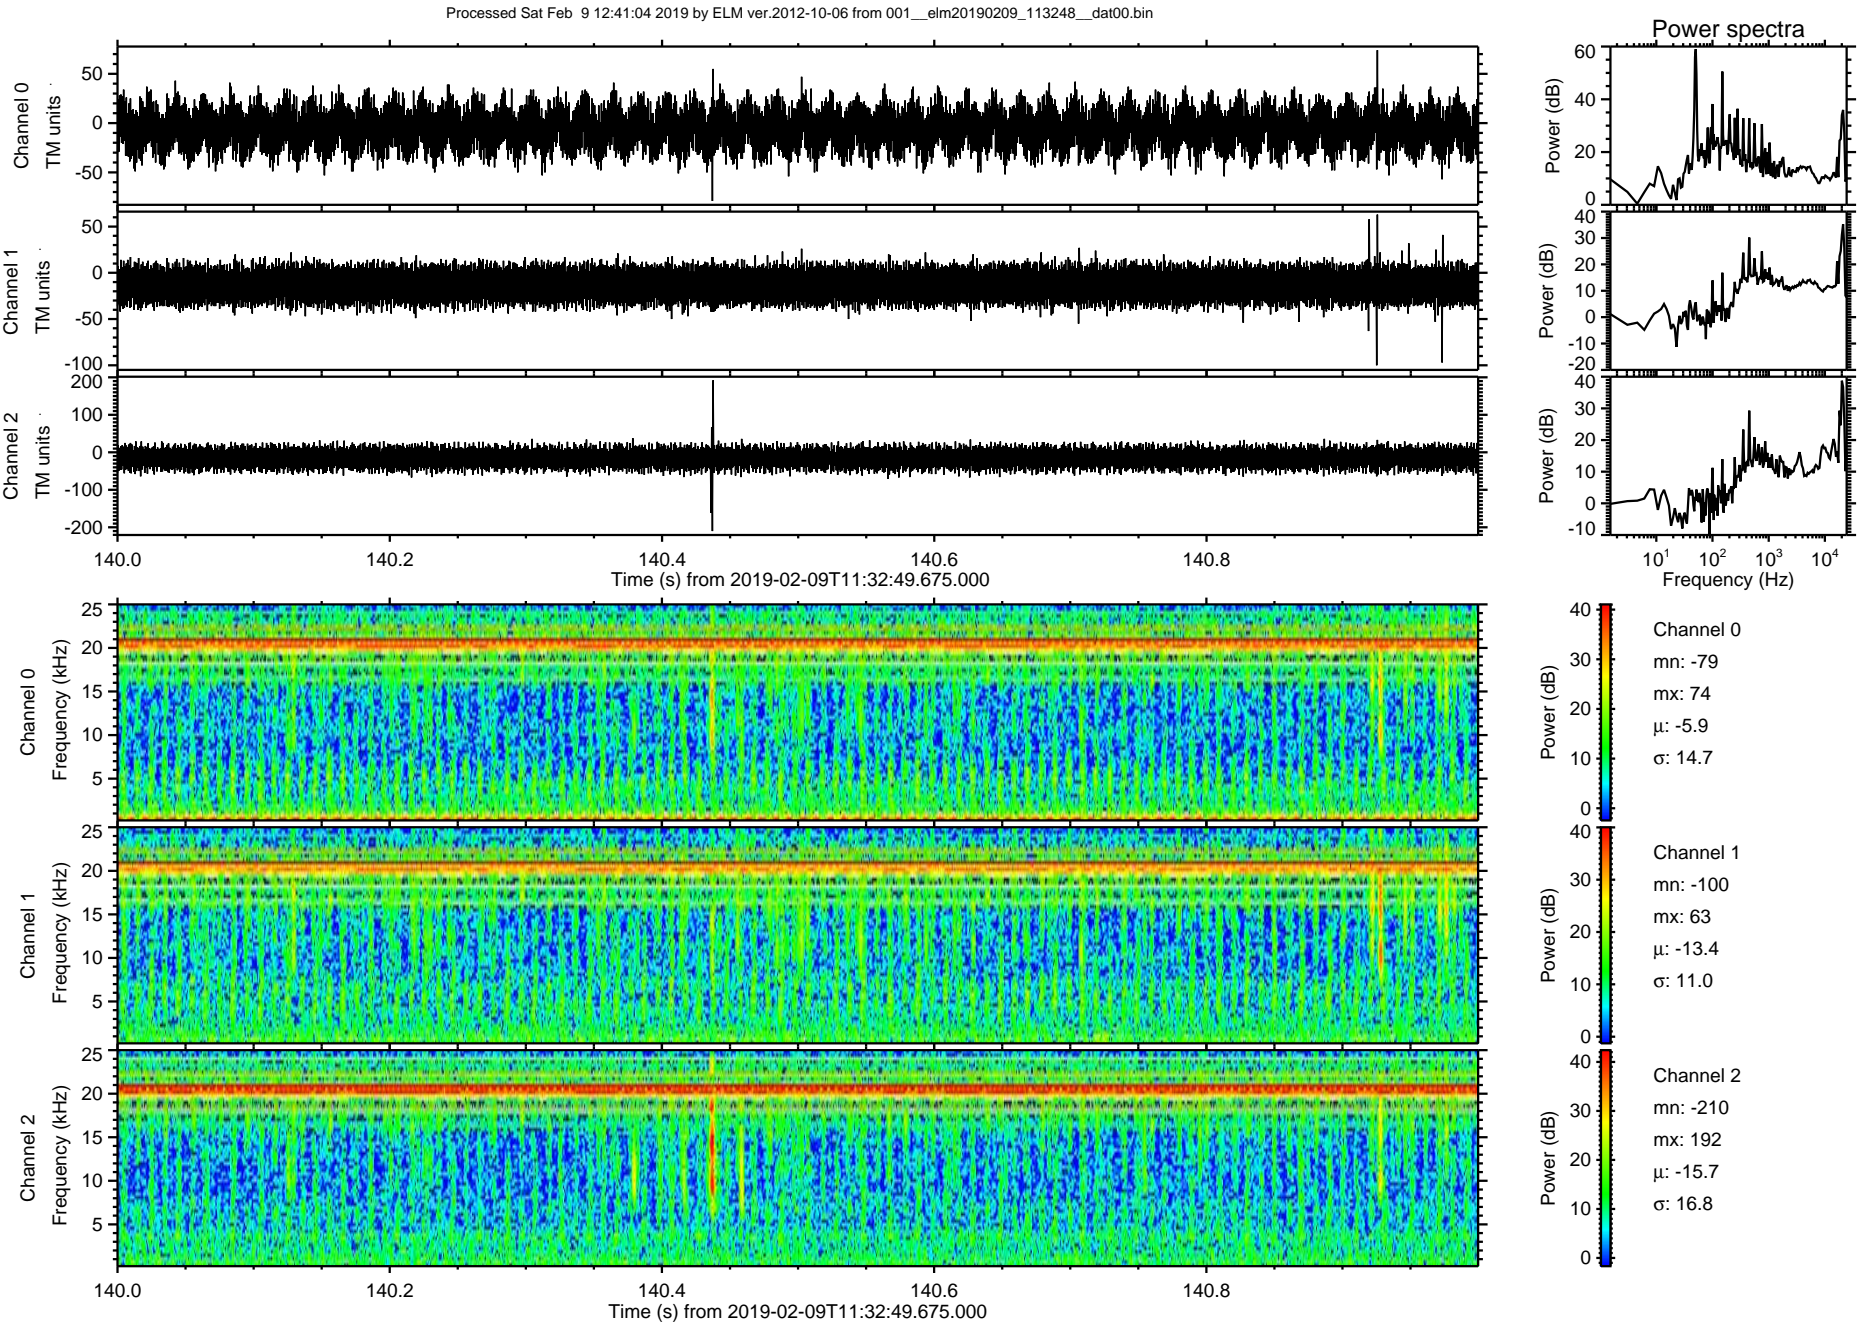 Processed Sat Feb  9 12:41:04 2019 by ELM ver.2012-10-06 from 001__elm20190209_113248__dat00.bin
Power spectra
Channel 0
TM units
50
0
-50
Power (dB)
60
40
20
0
Channel 1
TM units
50
0
-50
-100
Power (dB)
40
30
20
10
0
-10
-20
Channel 2
TM units
200
100
0
-100
-200
Power (dB)
40
30
20
10
0
-10
140.0 140.2 140.4 140.6 140.8
Time (s) from 2019-02-09T11:32:49.675.000
10^1 10^2 10^3 10^4
Frequency (Hz)
Channel 0
Frequency (kHz)
25
20
15
10
5
Power (dB)
40
30
20
10
0
Channel 0
mn: -79
mx: 74
μ: -5.9
σ: 14.7
Channel 1
Frequency (kHz)
25
20
15
10
5
Power (dB)
40
30
20
10
0
Channel 1
mn: -100
mx: 63
μ: -13.4
σ: 11.0
Channel 2
Frequency (kHz)
25
20
15
10
5
Power (dB)
40
30
20
10
0
Channel 2
mn: -210
mx: 192
μ: -15.7
σ: 16.8
140.0 140.2 140.4 140.6 140.8
Time (s) from 2019-02-09T11:32:49.675.000